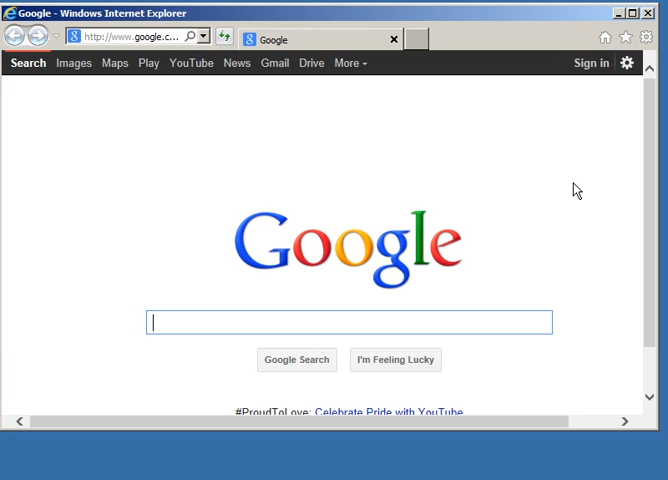 Google - Windows Internet Explorer
http://www.google.c...
Google
Search Images Maps Play YouTube News Gmail Drive More
Sign in
Google
Google Search
I'm Feeling Lucky
#ProudToLove: Celebrate Pride with YouTube